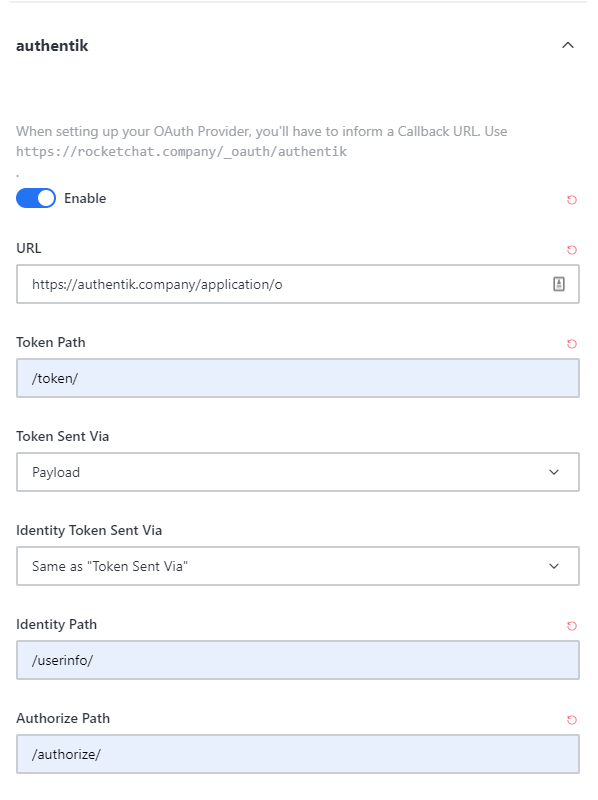 authentik
When setting up your OAuth Provider, you'll have to inform a Callback URL. Use
https://rocketchat.company/_oauth/authentik
.
Enable
URL
https://authentik.company/application/o
Token Path
/token/
Token Sent Via
Payload
Identity Token Sent Via
Same as "Token Sent Via"
Identity Path
/userinfo/
Authorize Path
/authorize/